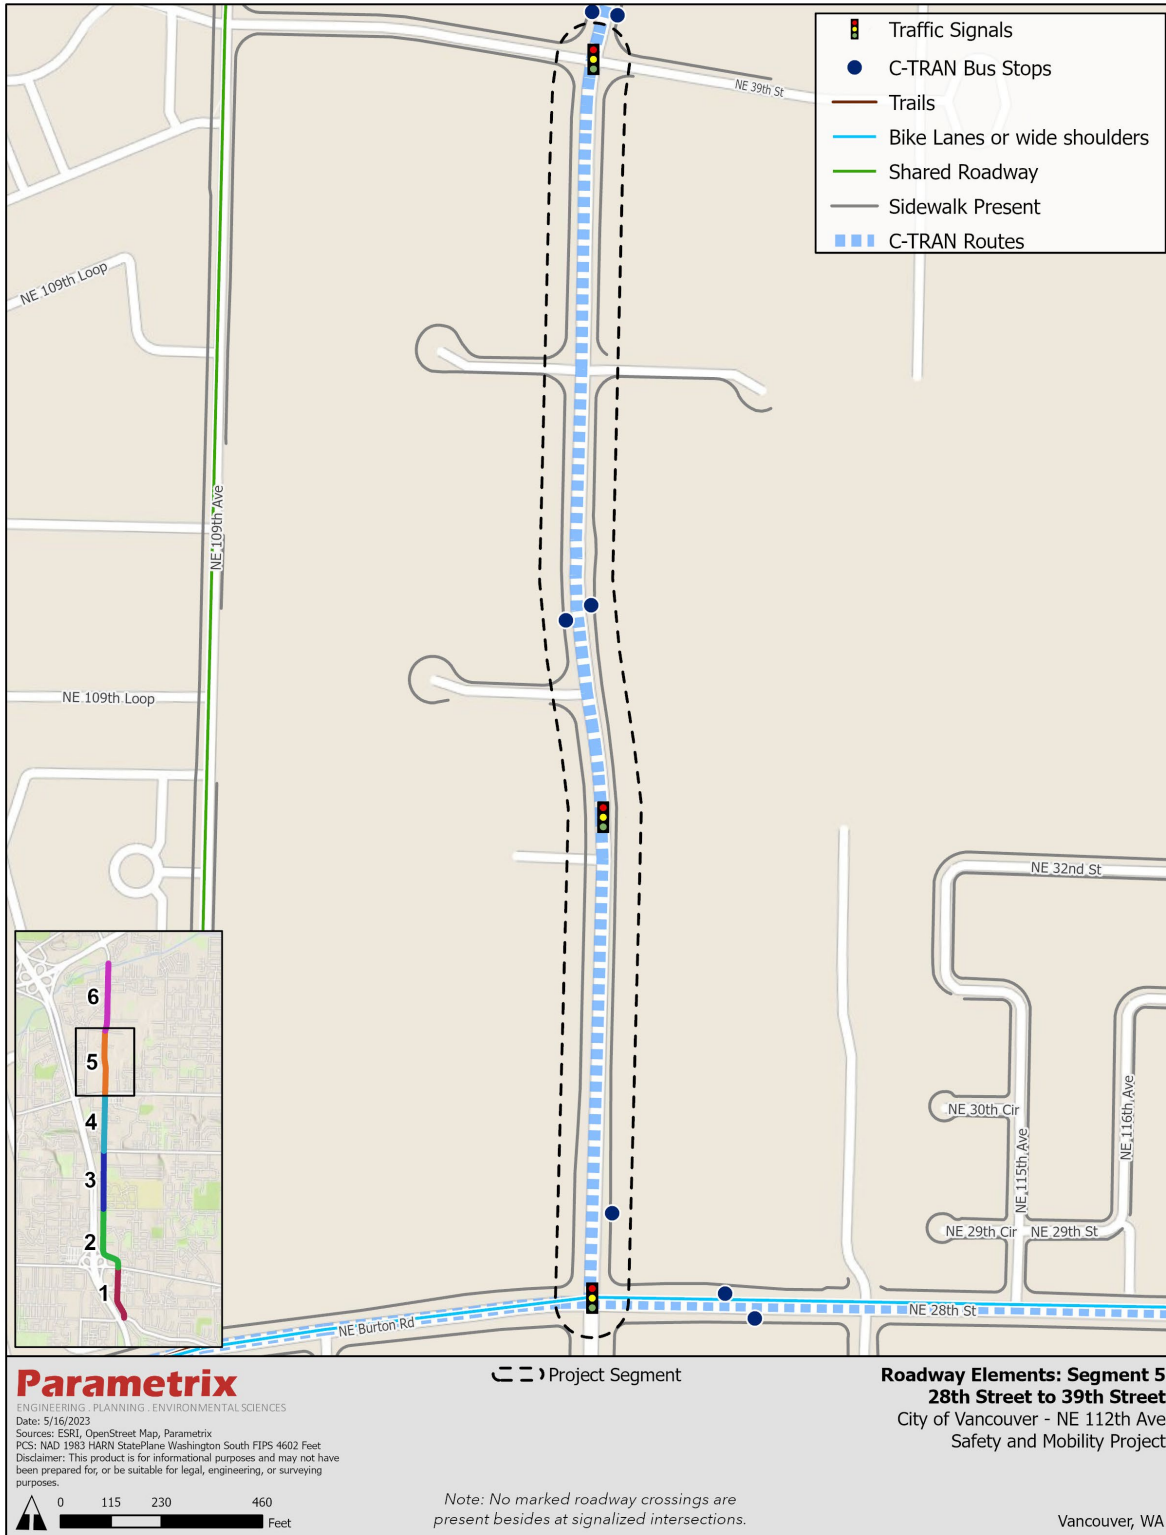 Traffic Signals
C-TRAN Bus Stops
Trails
Bike Lanes or wide shoulders
Shared Roadway
Sidewalk Present
C-TRAN Routes
NE 39th St
NE 109th Loop
NE 109th Ave
NE 109th Loop
NE 32nd St
NE 30th Cir
NE 115th Ave
NE 116th Ave
NE 29th Cir
NE 29th St
NE 28th St
NE Burton Rd
6
5
4
3
2
1
Parametrix
ENGINEERING . PLANNING . ENVIRONMENTAL SCIENCES
Date: 5/16/2023
Sources: ESRI, OpenStreet Map, Parametrix
PCS: NAD 1983 HARN StatePlane Washington South FIPS 4602 Feet
Disclaimer: This product is for informational purposes and may not have
been prepared for, or be suitable for legal, engineering, or surveying
purposes.
0 115 230 460
Feet
Project Segment
Note: No marked roadway crossings are
present besides at signalized intersections.
Roadway Elements: Segment 5
28th Street to 39th Street
City of Vancouver - NE 112th Ave
Safety and Mobility Project
Vancouver, WA